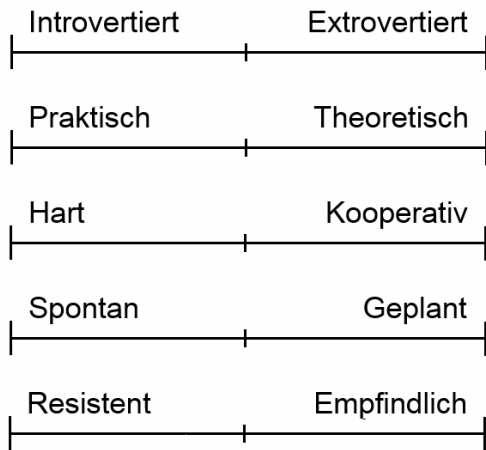 Introvertiert Extrovertiert
Praktisch Theoretisch
Hart Kooperativ
Spontan Geplant
Resistent Empfindlich